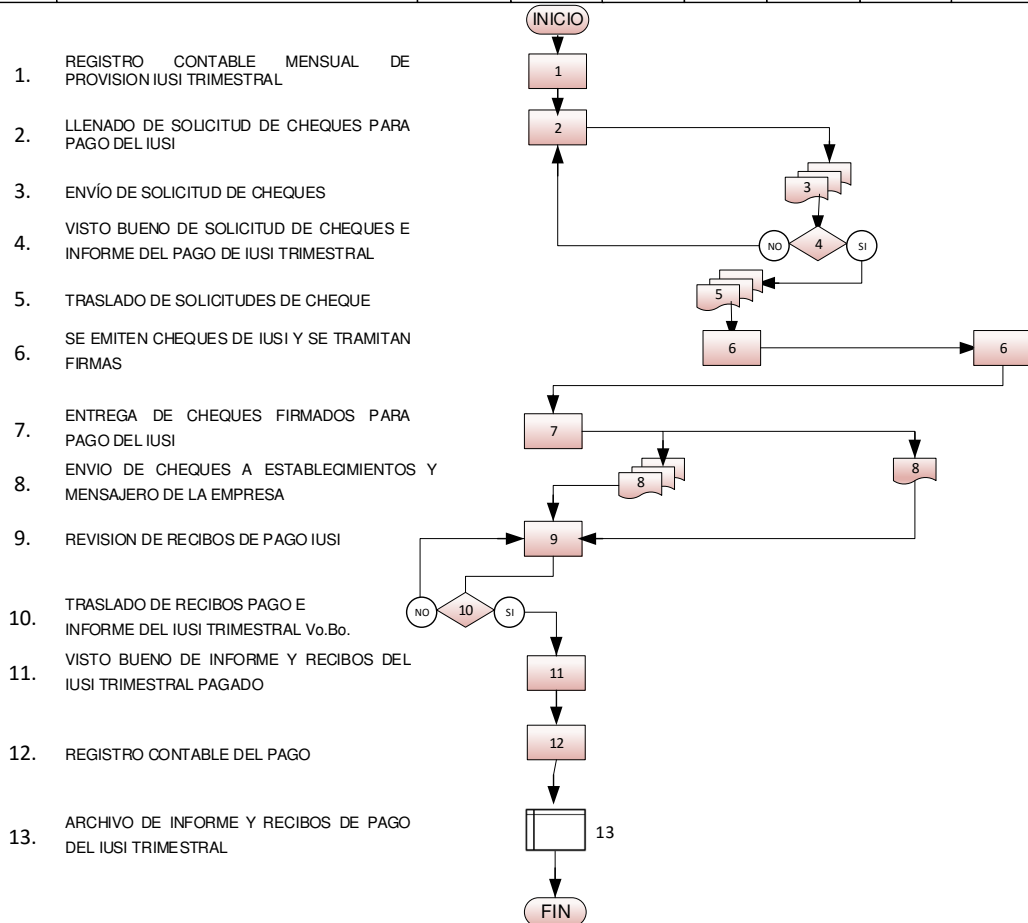 INICIO
1. REGISTRO CONTABLE MENSUAL DE
PROVISION IUSI TRIMESTRAL
1
2. LLENADO DE SOLICITUD DE CHEQUES PARA
PAGO DEL IUSI
2
3. ENVÍO DE SOLICITUD DE CHEQUES
3
4. VISTO BUENO DE SOLICITUD DE CHEQUES E
INFORME DEL PAGO DE IUSI TRIMESTRAL
NO 4 SI
5. TRASLADO DE SOLICITUDES DE CHEQUE
5
6. SE EMITEN CHEQUES DE IUSI Y SE TRAMITAN
FIRMAS
6 6
7. ENTREGA DE CHEQUES FIRMADOS PARA
PAGO DEL IUSI
7
8. ENVIO DE CHEQUES A ESTABLECIMIENTOS Y
MENSAJERO DE LA EMPRESA
8 8
9. REVISION DE RECIBOS DE PAGO IUSI
9
10. TRASLADO DE RECIBOS PAGO E
INFORME DEL IUSI TRIMESTRAL Vo.Bo.
NO 10 SI
11. VISTO BUENO DE INFORME Y RECIBOS DEL
IUSI TRIMESTRAL PAGADO
11
12. REGISTRO CONTABLE DEL PAGO
12
13. ARCHIVO DE INFORME Y RECIBOS DE PAGO
DEL IUSI TRIMESTRAL
13
FIN